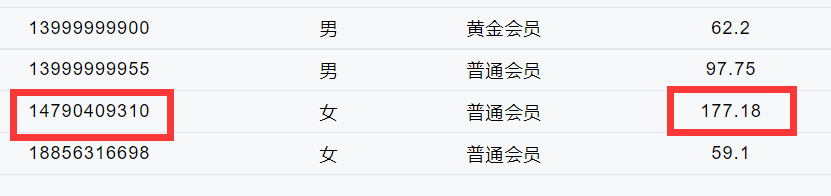 13999999900 男 黄金会员 62.2
13999999955 男 普通会员 97.75
14790409310 女 普通会员 177.18
18856316698 女 普通会员 59.1